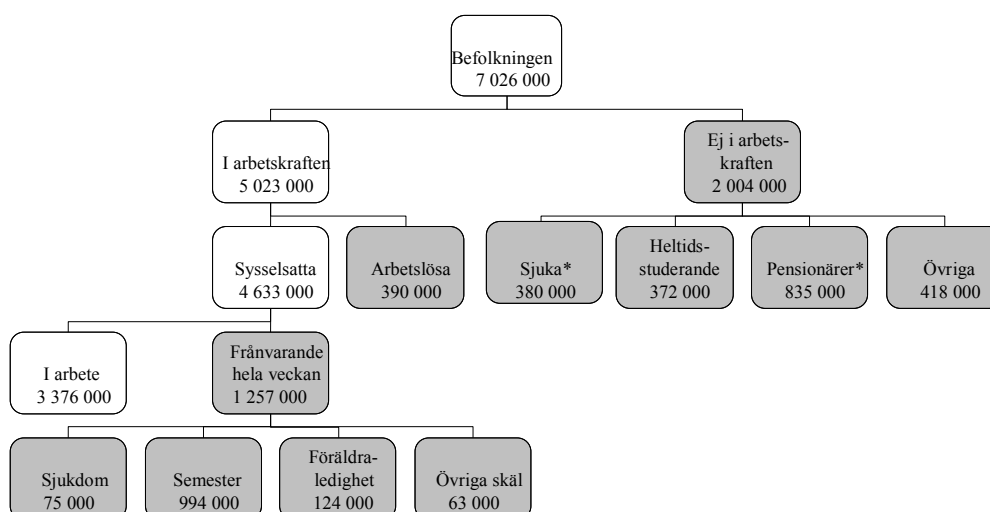 Befolkningen
7 026 000
I arbetskraften
5 023 000
Ej i arbets-
kraften
2 004 000
Sysselsatta
4 633 000
Arbetslösa
390 000
Sjuka*
380 000
Heltids-
studerande
372 000
Pensionärer*
835 000
Övriga
418 000
I arbete
3 376 000
Frånvarande
hela veckan
1 257 000
Sjukdom
75 000
Semester
994 000
Föräldra-
ledighet
124 000
Övriga skäl
63 000